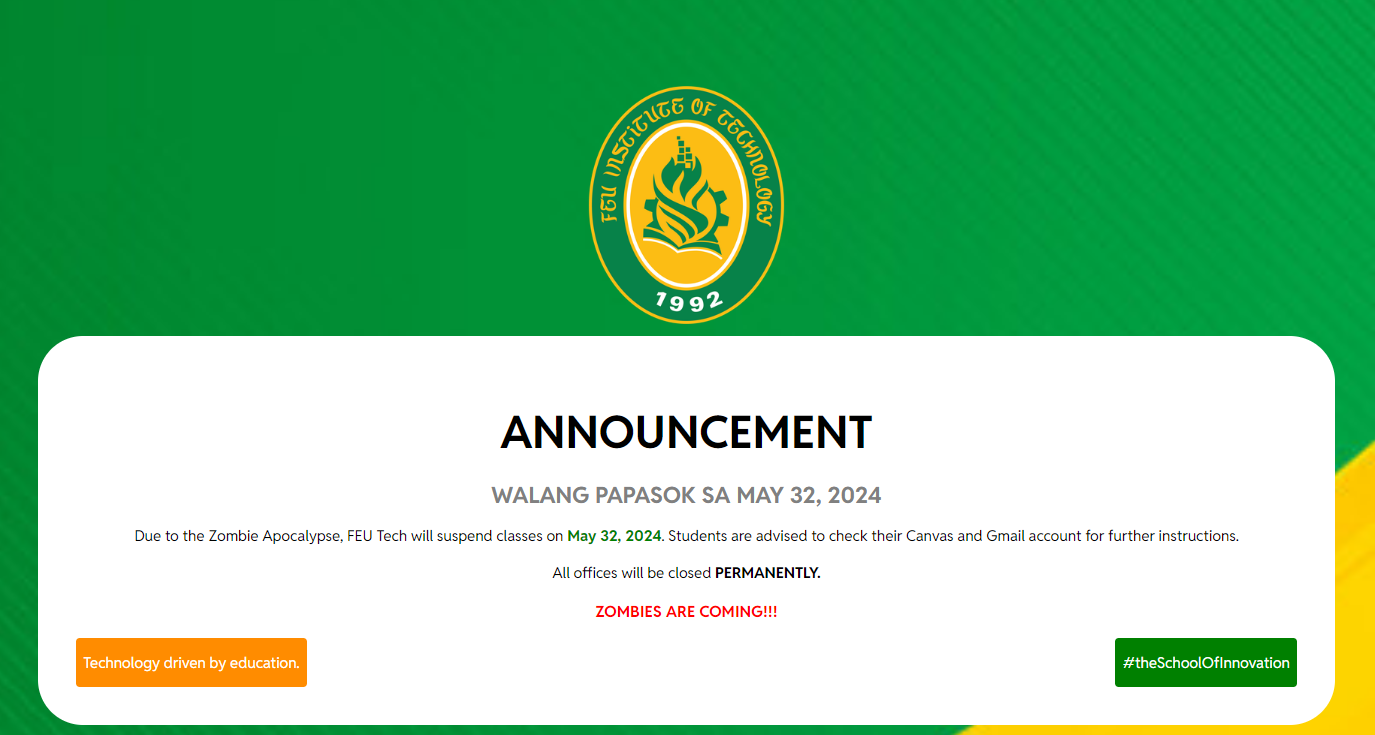 FEU INSTITUTE OF TECHNOLOGY
1992
ANNOUNCEMENT
WALANG PAPASOK SA MAY 32, 2024
Due to the Zombie Apocalypse, FEU Tech will suspend classes on May 32, 2024. Students are advised to check their Canvas and Gmail account for further instructions.
All offices will be closed PERMANENTLY.
ZOMBIES ARE COMING!!!
Technology driven by education.
#theSchoolOfInnovation